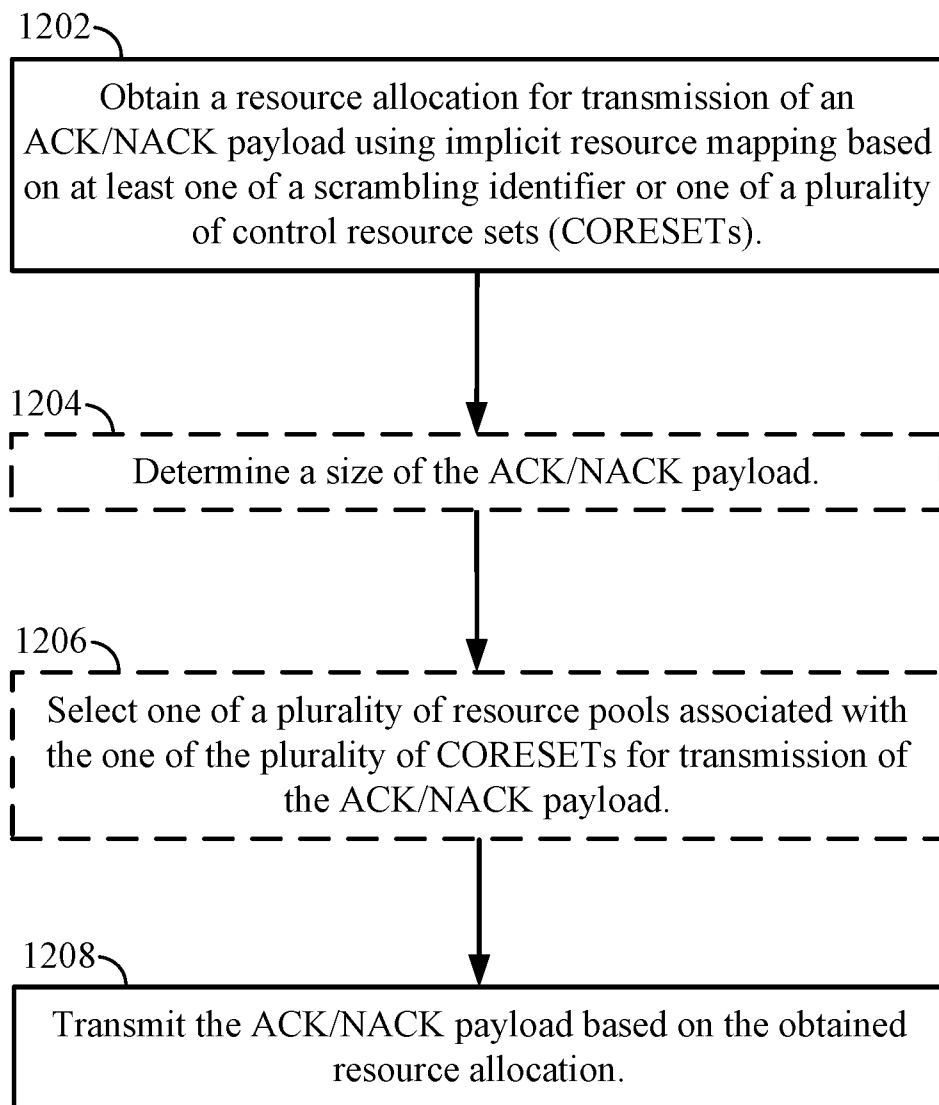 1202
Obtain a resource allocation for transmission of an
ACK/NACK payload using implicit resource mapping based
on at least one of a scrambling identifier or one of a plurality
of control resource sets (CORESETs).
1204
Determine a size of the ACK/NACK payload.
1206
Select one of a plurality of resource pools associated with
the one of the plurality of CORESETs for transmission of
the ACK/NACK payload.
1208
Transmit the ACK/NACK payload based on the obtained
resource allocation.